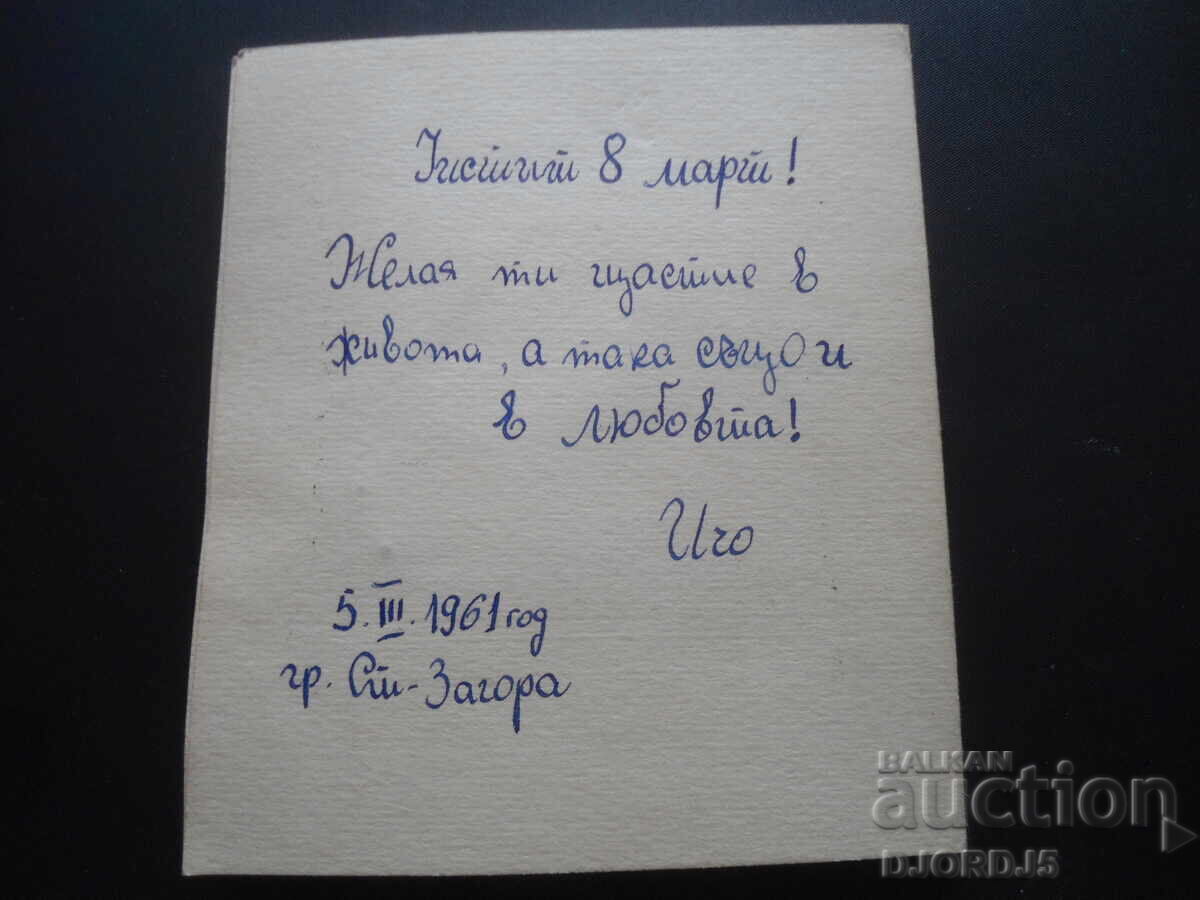 Честит 8 март!
Желая ти щастие в
живота, а така също и
в любовта!
Ичо
5.III.1961 год
гр. Ст-Загора
BALKAN
auction
DJORDJ5